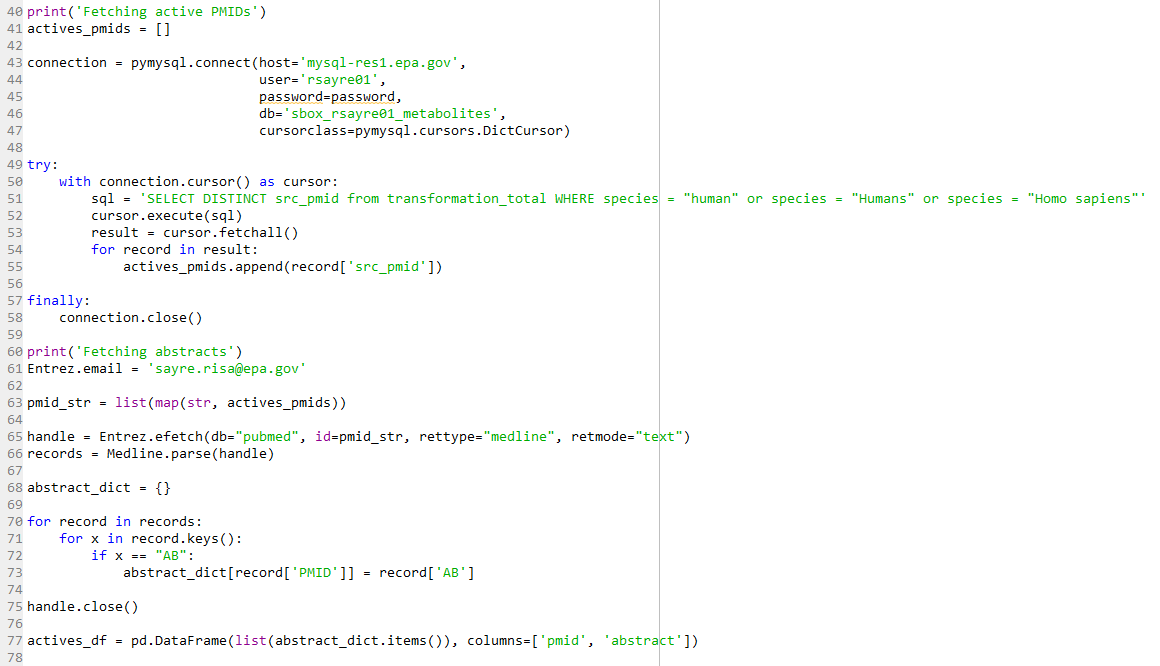 40 print('Fetching active PMIDs')
41 actives_pmids = []
42
43 connection = pymysql.connect(host='mysql-res1.epa.gov',
44                              user='rsayre01',
45                              password=password,
46                              db='sbox_rsayre01_metabolites',
47                              cursorclass=pymysql.cursors.DictCursor)
48
49 try:
50     with connection.cursor() as cursor:
51         sql = 'SELECT DISTINCT src_pmid from transformation_total WHERE species = "human" or species = "Humans" or species = "Homo sapiens"'
52         cursor.execute(sql)
53         result = cursor.fetchall()
54         for record in result:
55             actives_pmids.append(record['src_pmid'])
56
57 finally:
58     connection.close()
59
60 print('Fetching abstracts')
61 Entrez.email = 'sayre.risa@epa.gov'
62
63 pmid_str = list(map(str, actives_pmids))
64
65 handle = Entrez.efetch(db="pubmed", id=pmid_str, rettype="medline", retmode="text")
66 records = Medline.parse(handle)
67
68 abstract_dict = {}
69
70 for record in records:
71     for x in record.keys():
72         if x == "AB":
73             abstract_dict[record['PMID']] = record['AB']
74
75 handle.close()
76
77 actives_df = pd.DataFrame(list(abstract_dict.items()), columns=['pmid', 'abstract'])
78